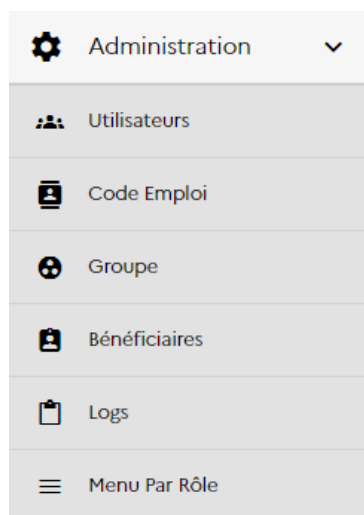 Administration
Utilisateurs
Code Emploi
Groupe
Bénéficiaires
Logs
Menu Par Rôle